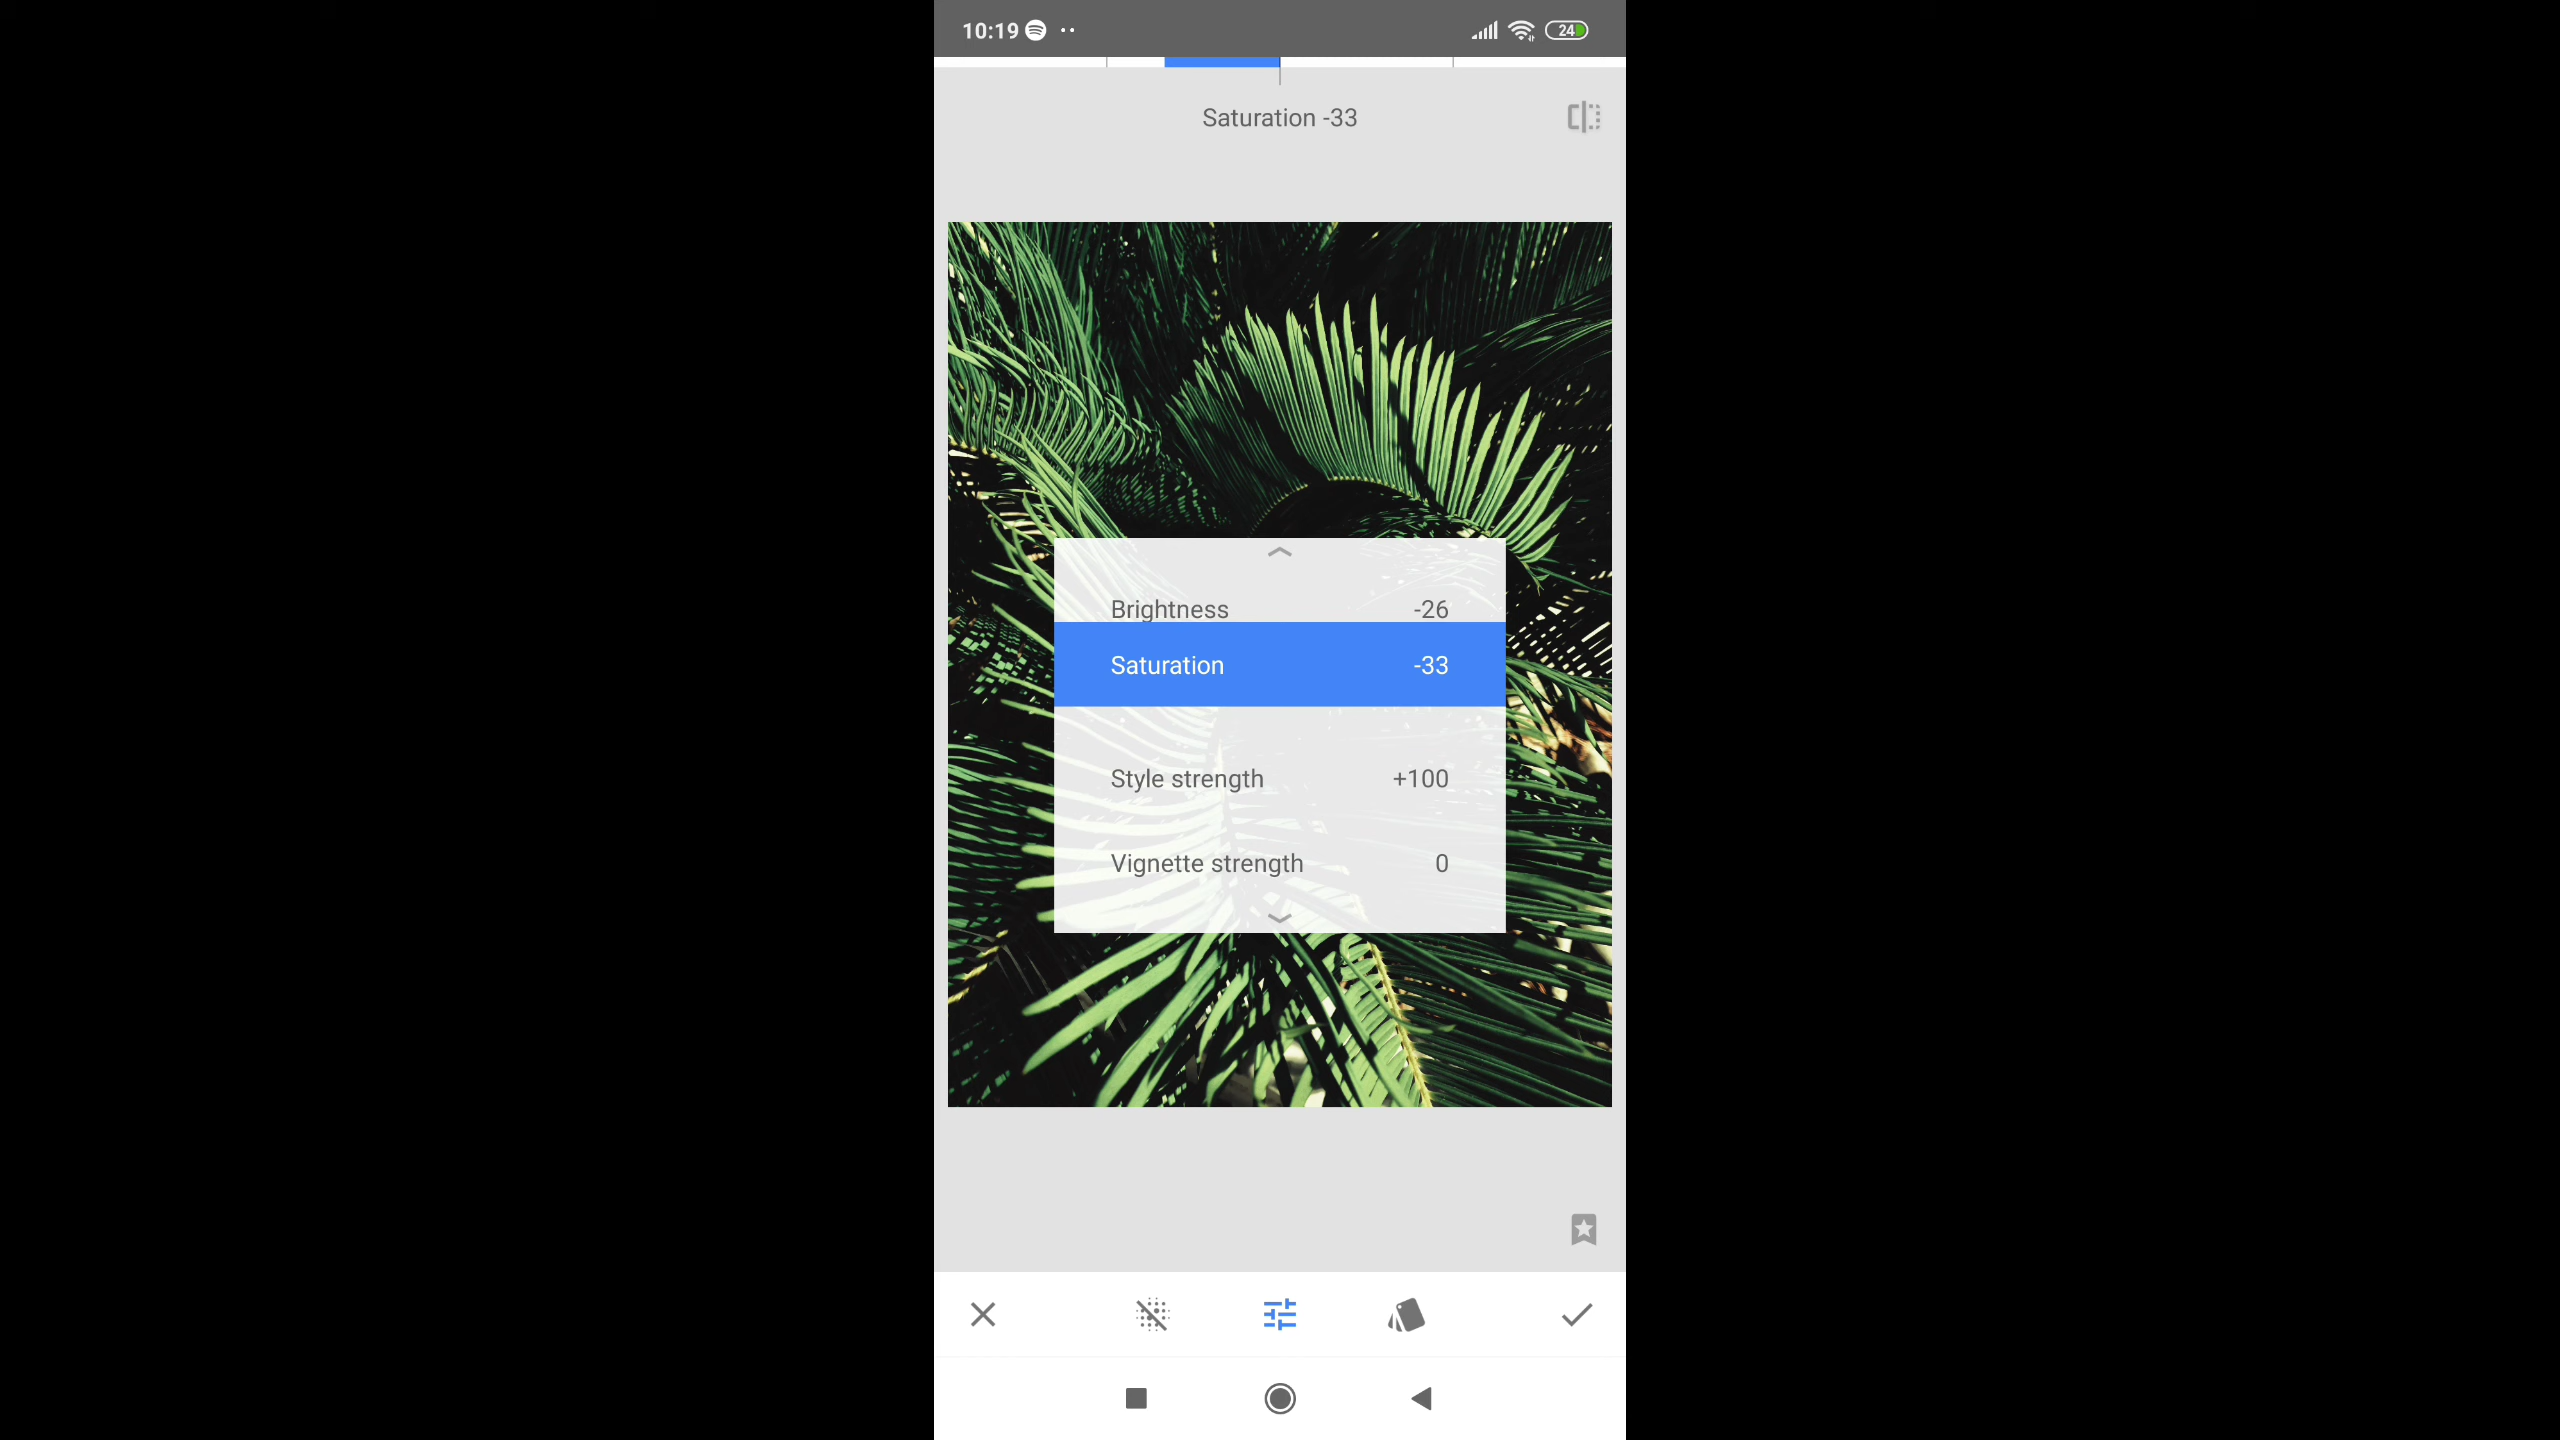 10:19
24
Saturation -33
Brightness -26
Saturation -33
Style strength +100
Vignette strength 0